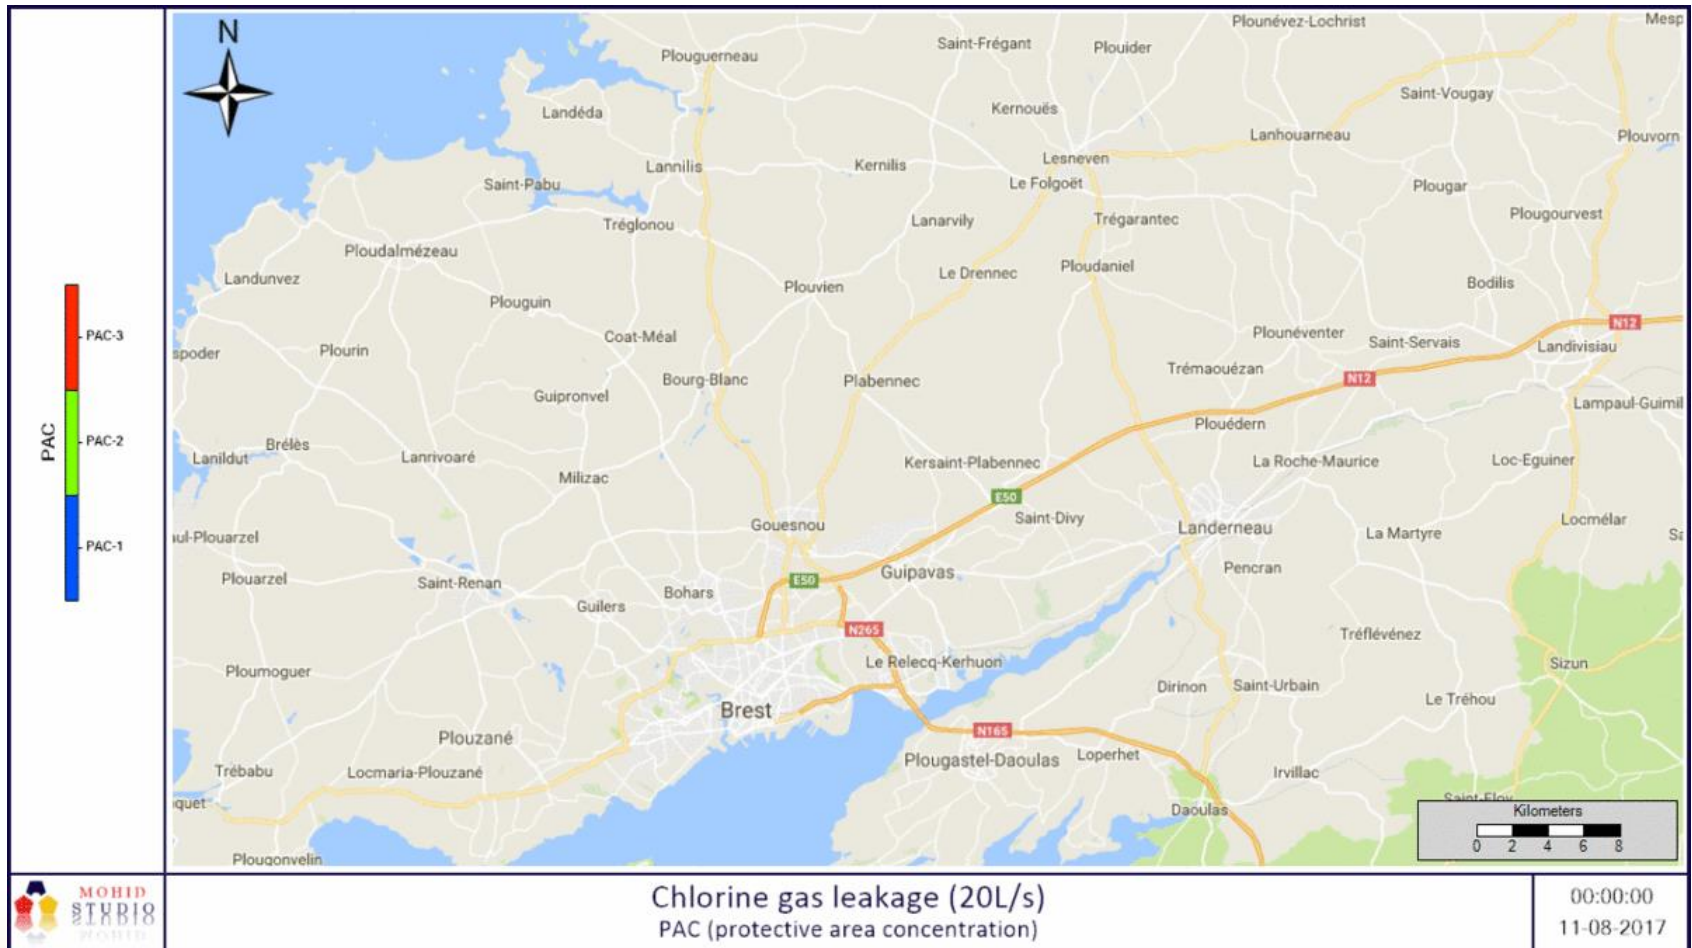 N
Plouguerneau
Saint-Frégant
Plouider
Plounévez-Lochrist
Mesp
Landéda
Kernouës
Saint-Vougay
Lanhouarneau
Plouvorn
Lannilis
Kernilis
Lesneven
Le Folgoët
Saint-Pabu
Plougar
Tréglonou
Lanarvily
Trégarantec
Plougourvest
Ploudalmézeau
Landunvez
Le Drennec
Ploudaniel
Plouvien
Bodilis
Plouguin
N12
Plounéventer
Saint-Servais
Landivisiau
Coat-Méal
PAC-3
spoder
Plourin
Trémaouézan
N12
Bourg-Blanc
Plabennec
Guipronvel
Lampaul-Guimil
Plouédern
PAC
PAC-2
Brélès
Lanildut
Lanrivoaré
Kersaint-Plabennec
La Roche-Maurice
Loc-Eguiner
Milizac
E50
Saint-Divy
Gouesnou
Landerneau
La Martyre
Locmélar
Sa
ul-Plouarzel
PAC-1
Plouarzel
Saint-Renan
E50
Guipavas
Pencran
Bohars
Guilers
N265
Tréflévénez
Le Relecq-Kerhuon
Sizun
Ploumoguer
Dirinon
Saint-Urbain
Le Tréhou
Brest
Plouzané
N165
Plougastel-Daoulas
Loperhet
Trébabu
Locmaria-Plouzané
Irvillac
quet
Daoulas
Saint-Eloy
Kilometers
0 2 4 6 8
Plougonvelin
MOHID
STUDIO
Chlorine gas leakage (20L/s)
PAC (protective area concentration)
00:00:00
11-08-2017